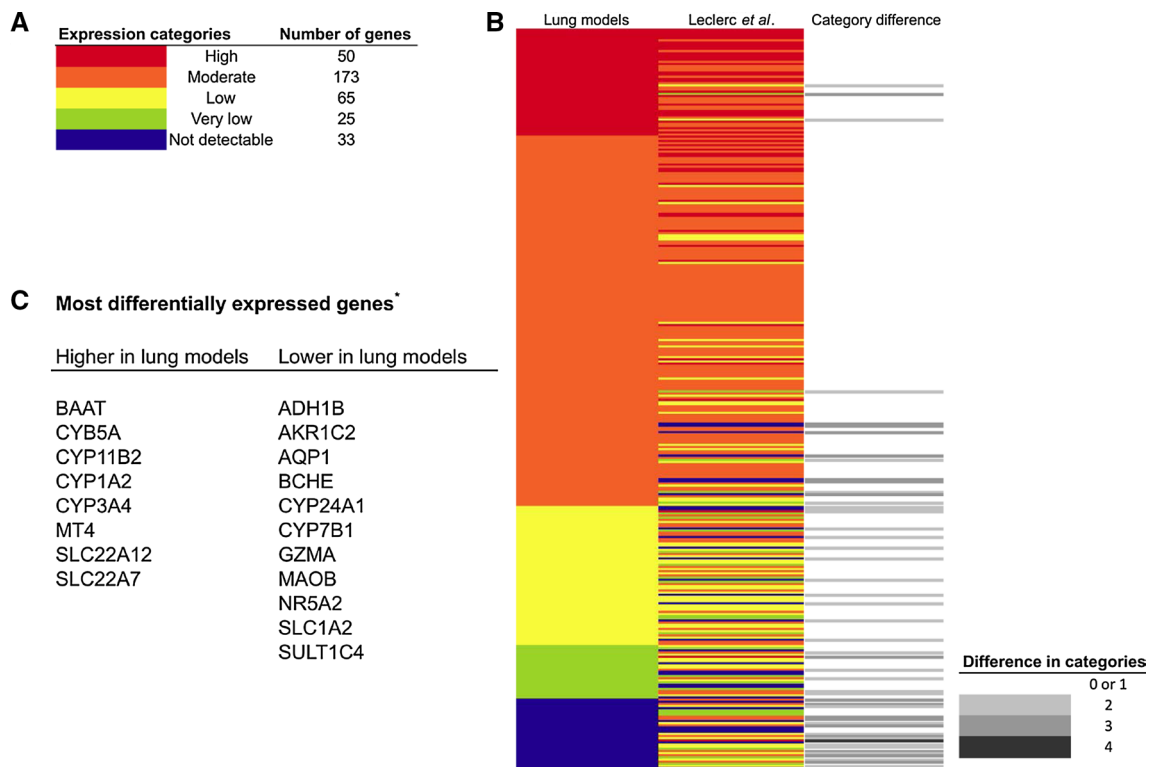 A
Expression categories Number of genes
High 50
Moderate 173
Low 65
Very low 25
Not detectable 33
B
Lung models Leclerc et al. Category difference
C
Most differentially expressed genes*
Higher in lung models Lower in lung models
BAAT ADH1B
CYB5A AKR1C2
CYP11B2 AQP1
CYP1A2 BCHE
CYP3A4 CYP24A1
MT4 CYP7B1
SLC22A12 GZMA
SLC22A7 MAOB
NR5A2
SLC1A2
SULT1C4
Difference in categories
0 or 1
2
3
4